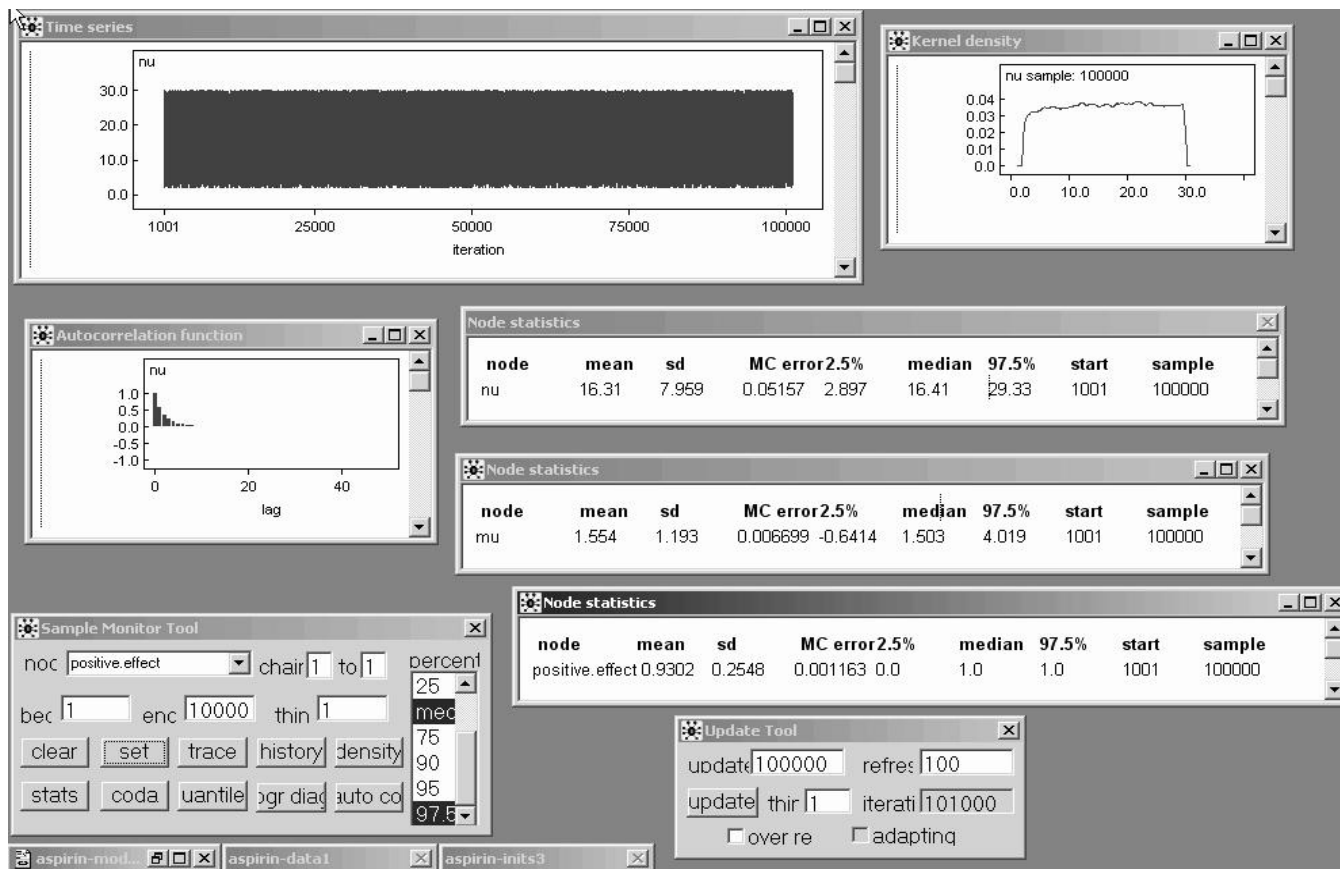 Time series
nu
30.0
20.0
10.0
0.0
1001 25000 50000 75000 100000
iteration
Kernel density
nu sample: 100000
0.04
0.03
0.02
0.01
0.0
0.0 10.0 20.0 30.0
Autocorrelation function
nu
1.0
0.5
0.0
-0.5
-1.0
0 20 40
lag
Node statistics
node mean sd MC error 2.5% median 97.5% start sample
nu 16.31 7.959 0.05157 2.897 16.41 29.33 1001 100000
Node statistics
node mean sd MC error 2.5% median 97.5% start sample
mu 1.554 1.193 0.006699 -0.6414 1.503 4.019 1001 100000
Node statistics
node mean sd MC error 2.5% median 97.5% start sample
positive.effect 0.9302 0.2548 0.001163 0.0 1.0 1.0 1001 100000
Sample Monitor Tool
noc positive.effect chair 1 to 1 percent
bec 1 enc 10000 thin 1
25
med
75
90
95
97.5
clear set trace history density
stats coda uantile ogr diag auto co
Update Tool
update 100000 refres 100
update thir 1 iterati 101000
over re adapting
aspirin-mod... aspirin-data1 aspirin-inits3